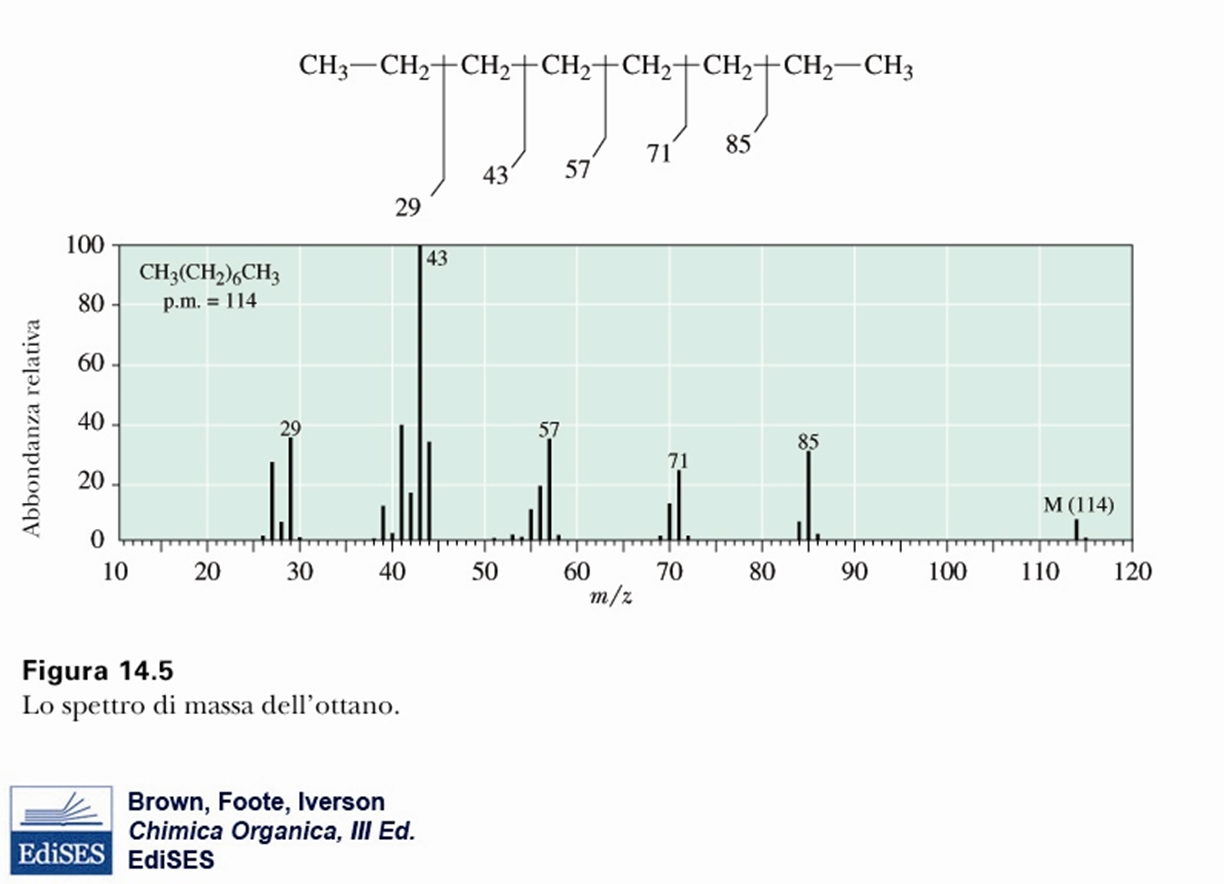 CH₃—CH₂—CH₂—CH₂—CH₂—CH₂—CH₂—CH₃
85
71
57
43
29
100
80
60
40
20
0
Abbondanza relativa
CH₃(CH₂)₆CH₃
p.m. = 114
43
29
57
71
85
M (114)
10 20 30 40 50 60 70 80 90 100 110 120
m/z
Figura 14.5
Lo spettro di massa dell’ottano.
EdiSES
Brown, Foote, Iverson
Chimica Organica, III Ed.
EdiSES